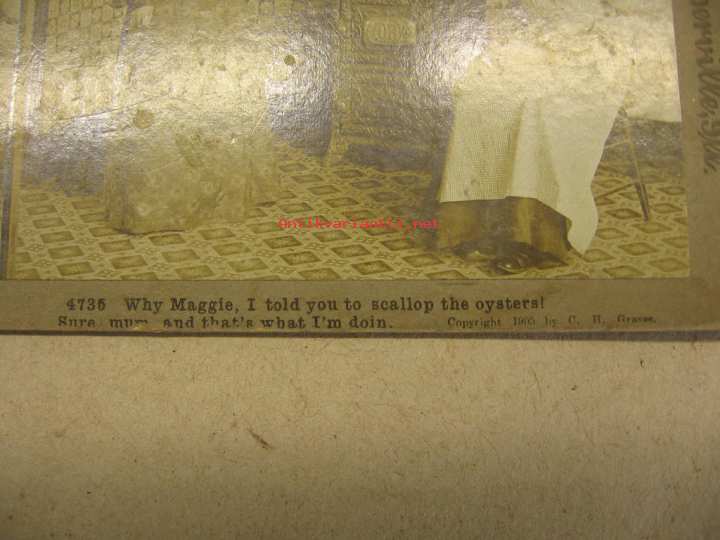 Antikvariaatti.net
4735 Why Maggie, I told you to scallop the oysters!
Sure, mum, and that's what I'm doin. Copyright 1905 by C. H. Graves.